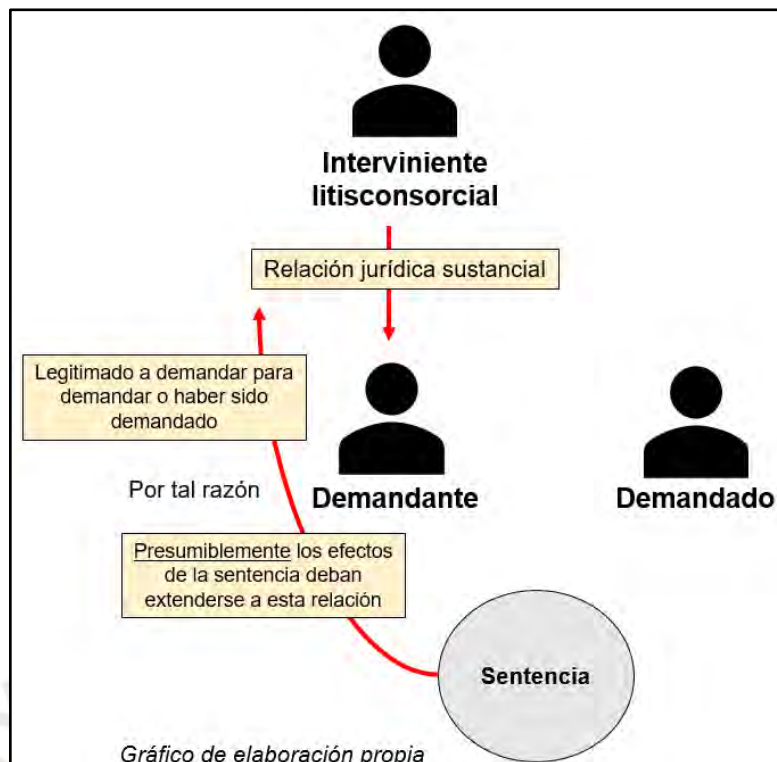 Interviniente
litisconsorcial
Relación jurídica sustancial
Legitimado a demandar para
demandar o haber sido
demandado
Por tal razón
Demandante
Demandado
Presumiblemente los efectos
de la sentencia deban
extenderse a esta relación
Sentencia
Gráfico de elaboración propia